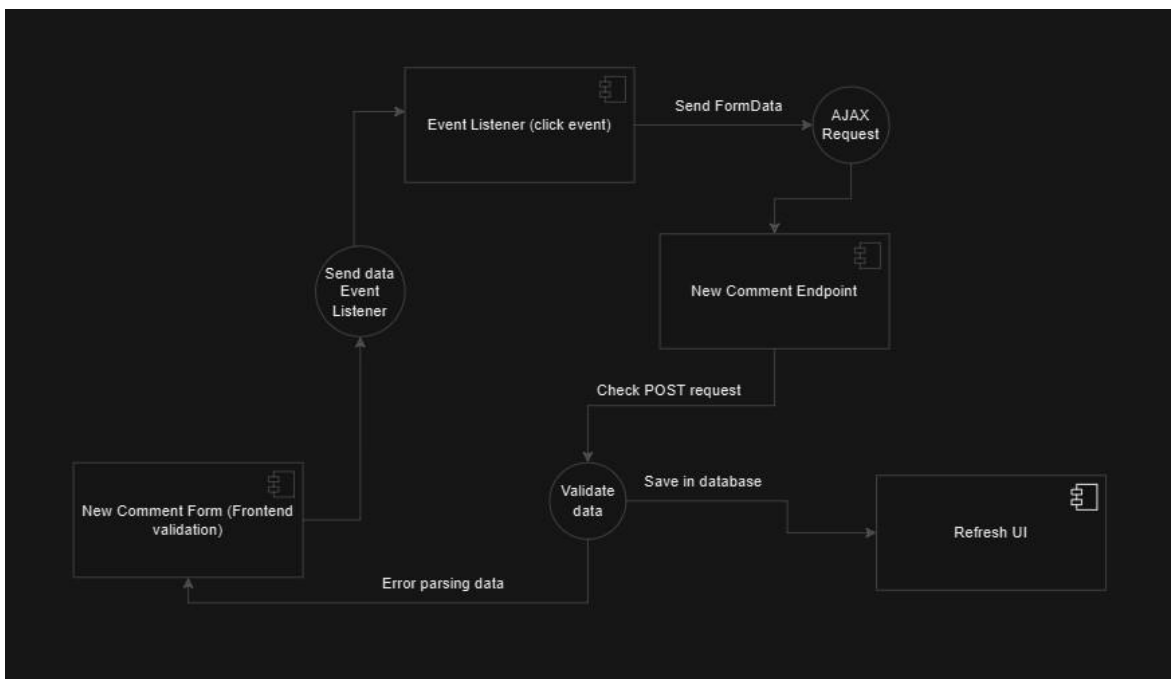 Event Listener (click event)
Send FormData
AJAX
Request
Send data
Event
Listener
New Comment Endpoint
Check POST request
New Comment Form (Frontend
validation)
Validate
data
Save in database
Refresh UI
Error parsing data